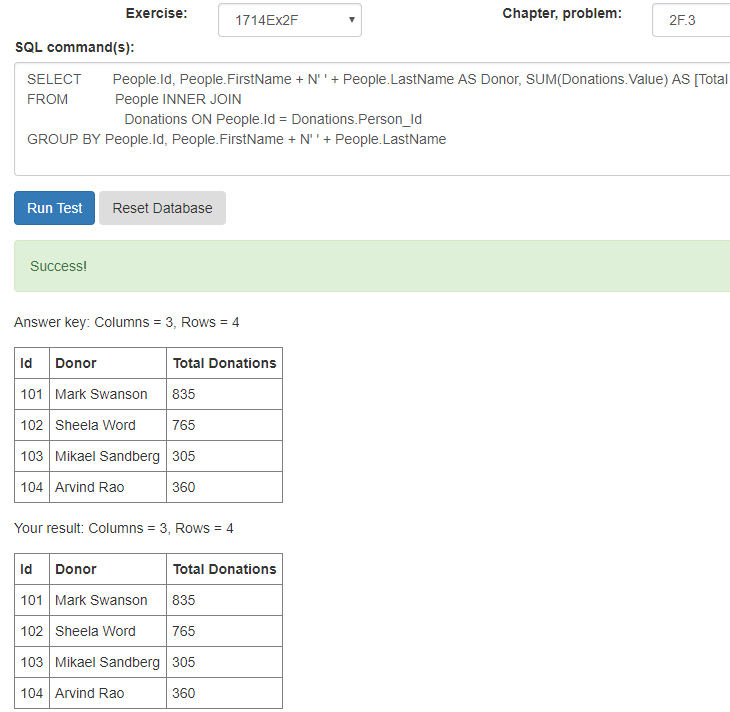 Exercise: 1714Ex2F Chapter, problem: 2F.3
SQL command(s):
SELECT People.Id, People.FirstName + N' ' + People.LastName AS Donor, SUM(Donations.Value) AS [Total
FROM People INNER JOIN
Donations ON People.Id = Donations.Person_Id
GROUP BY People.Id, People.FirstName + N' ' + People.LastName
Run Test Reset Database
Success!
Answer key: Columns = 3, Rows = 4
Id Donor Total Donations
101 Mark Swanson 835
102 Sheela Word 765
103 Mikael Sandberg 305
104 Arvind Rao 360
Your result: Columns = 3, Rows = 4
Id Donor Total Donations
101 Mark Swanson 835
102 Sheela Word 765
103 Mikael Sandberg 305
104 Arvind Rao 360